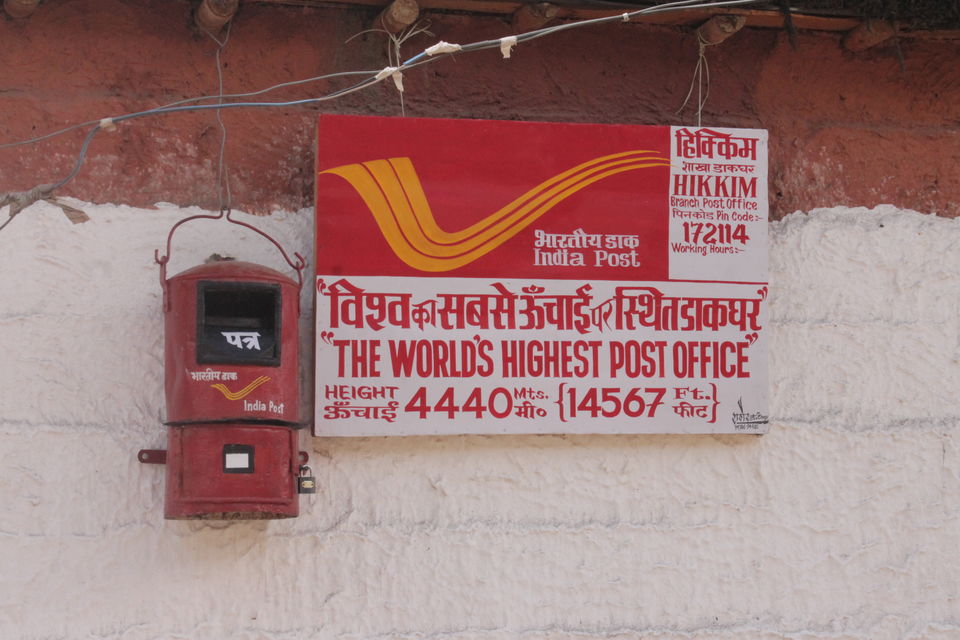 हिक्किम
शाखा डाकघर
HIKKIM
Branch Post Office
पिनकोड Pin Code:-
172114
Working Hours:-
भारतीय डाक
India Post
"विश्व का सबसे ऊँचाई पर स्थित डाकघर"
"THE WORLD'S HIGHEST POST OFFICE"
HEIGHT ऊँचाई 4440 Mts. मी० {14567 Ft. फीट}
पत्र
भारतीय डाक
India Post